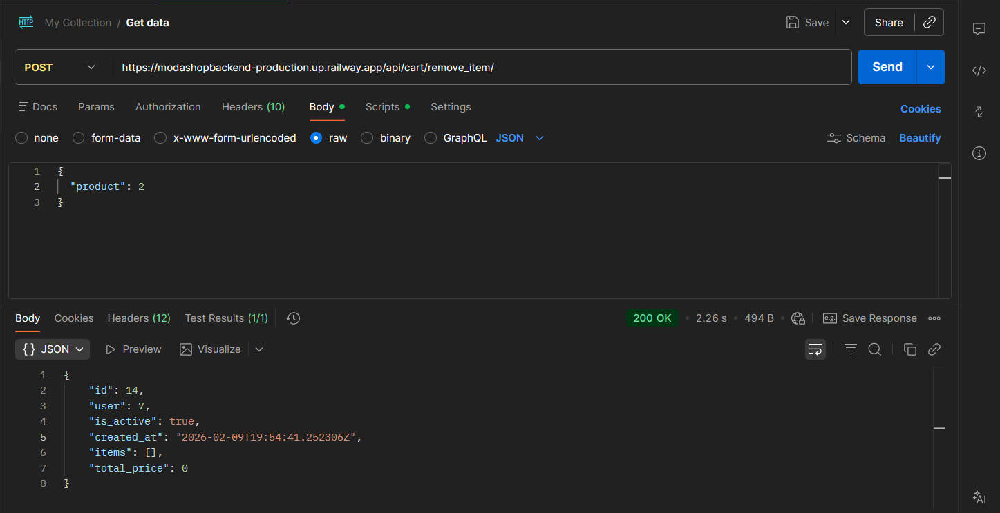 HTTP My Collection / Get data Save Share
POST https://modashopbackend-production.up.railway.app/api/cart/remove_item/ Send
Docs Params Authorization Headers (10) Body Scripts Settings Cookies
none form-data x-www-form-urlencoded raw binary GraphQL JSON Schema Beautify
1 {
2 "product": 2
3 }
Body Cookies Headers (12) Test Results (1/1) 200 OK • 2.26 s • 494 B • e.g. Save Response
{} JSON Preview Visualize
1 {
2 "id": 14,
3 "user": 7,
4 "is_active": true,
5 "created_at": "2026-02-09T19:54:41.252306Z",
6 "items": [],
7 "total_price": 0
8 }
AI